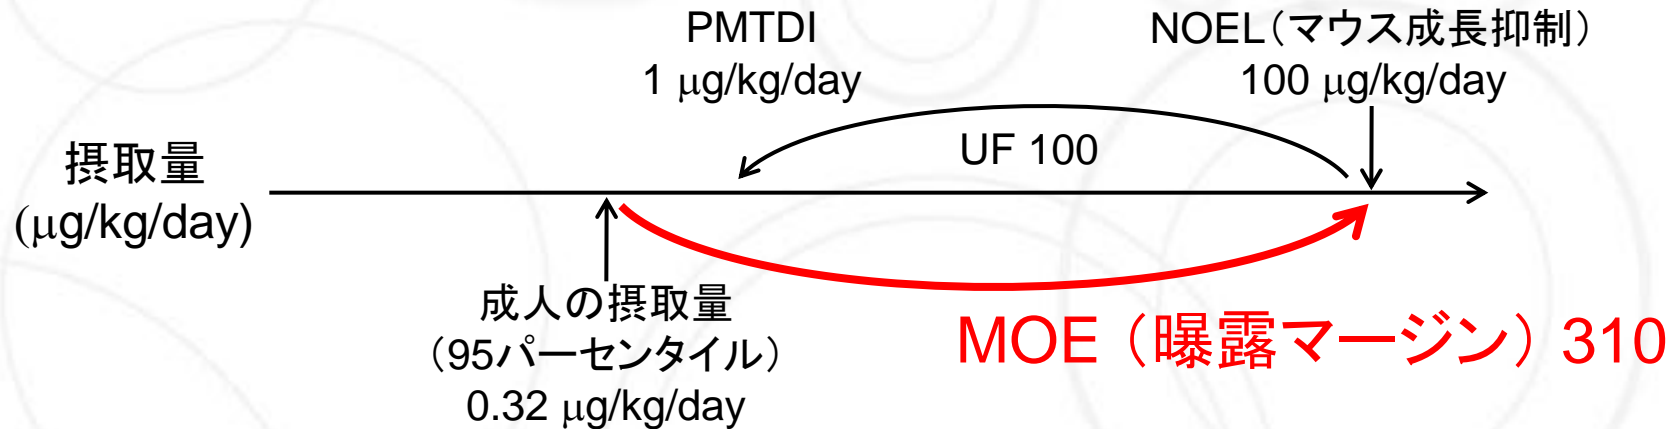 PMTDI
1 μg/kg/day
NOEL（マウス成長抑制）
100 μg/kg/day
UF 100
摂取量
(μg/kg/day)
成人の摂取量
（95パーセンタイル）
0.32 μg/kg/day
MOE（曝露マージン）310